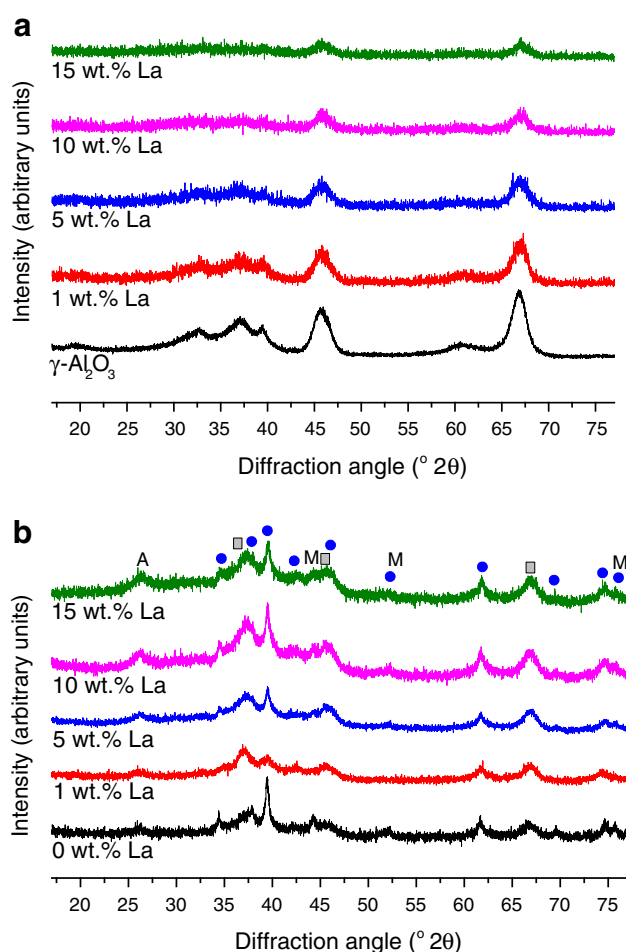 a
15 wt.% La
10 wt.% La
5 wt.% La
1 wt.% La
γ-Al2O3
Intensity (arbitrary units)
20 25 30 35 40 45 50 55 60 65 70 75
Diffraction angle (° 2θ)
b
A M M M
15 wt.% La
10 wt.% La
5 wt.% La
1 wt.% La
0 wt.% La
Intensity (arbitrary units)
20 25 30 35 40 45 50 55 60 65 70 75
Diffraction angle (° 2θ)